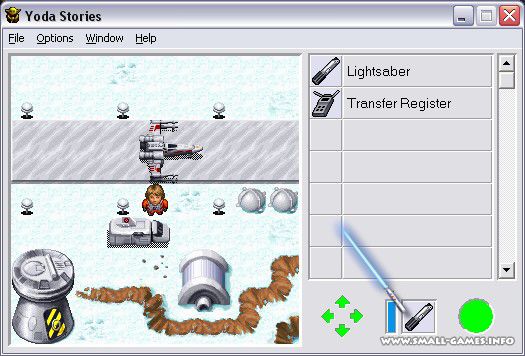 Yoda Stories
File Options Window Help
Lightsaber
Transfer Register
WWW.SMALL-GAMES.INFO